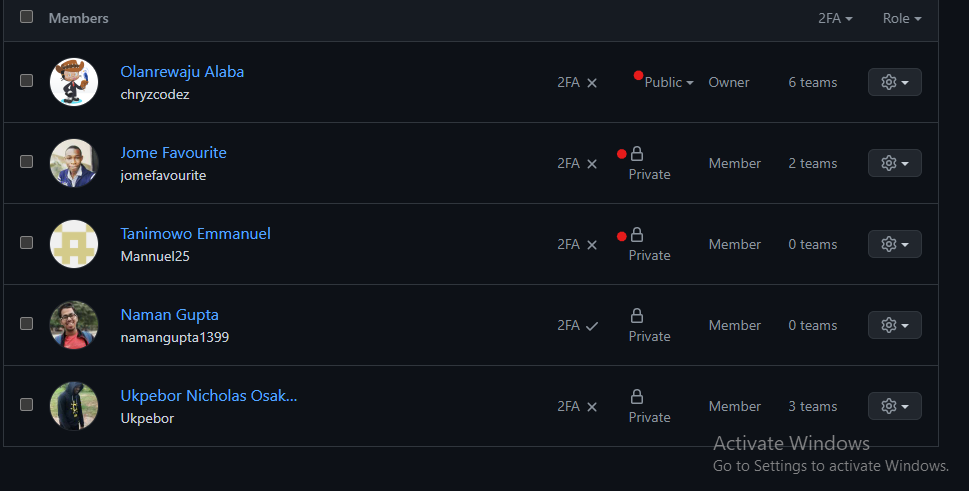 Members 2FA Role
Olanrewaju Alaba
chryzcodez
2FA Public Owner 6 teams
Jome Favourite
jomefavourite
2FA Private Member 2 teams
Tanimowo Emmanuel
Mannuel25
2FA Private Member 0 teams
Naman Gupta
namangupta1399
2FA Private Member 0 teams
Ukpebor Nicholas Osak...
Ukpebor
2FA Private Member 3 teams
Activate Windows
Go to Settings to activate Windows.